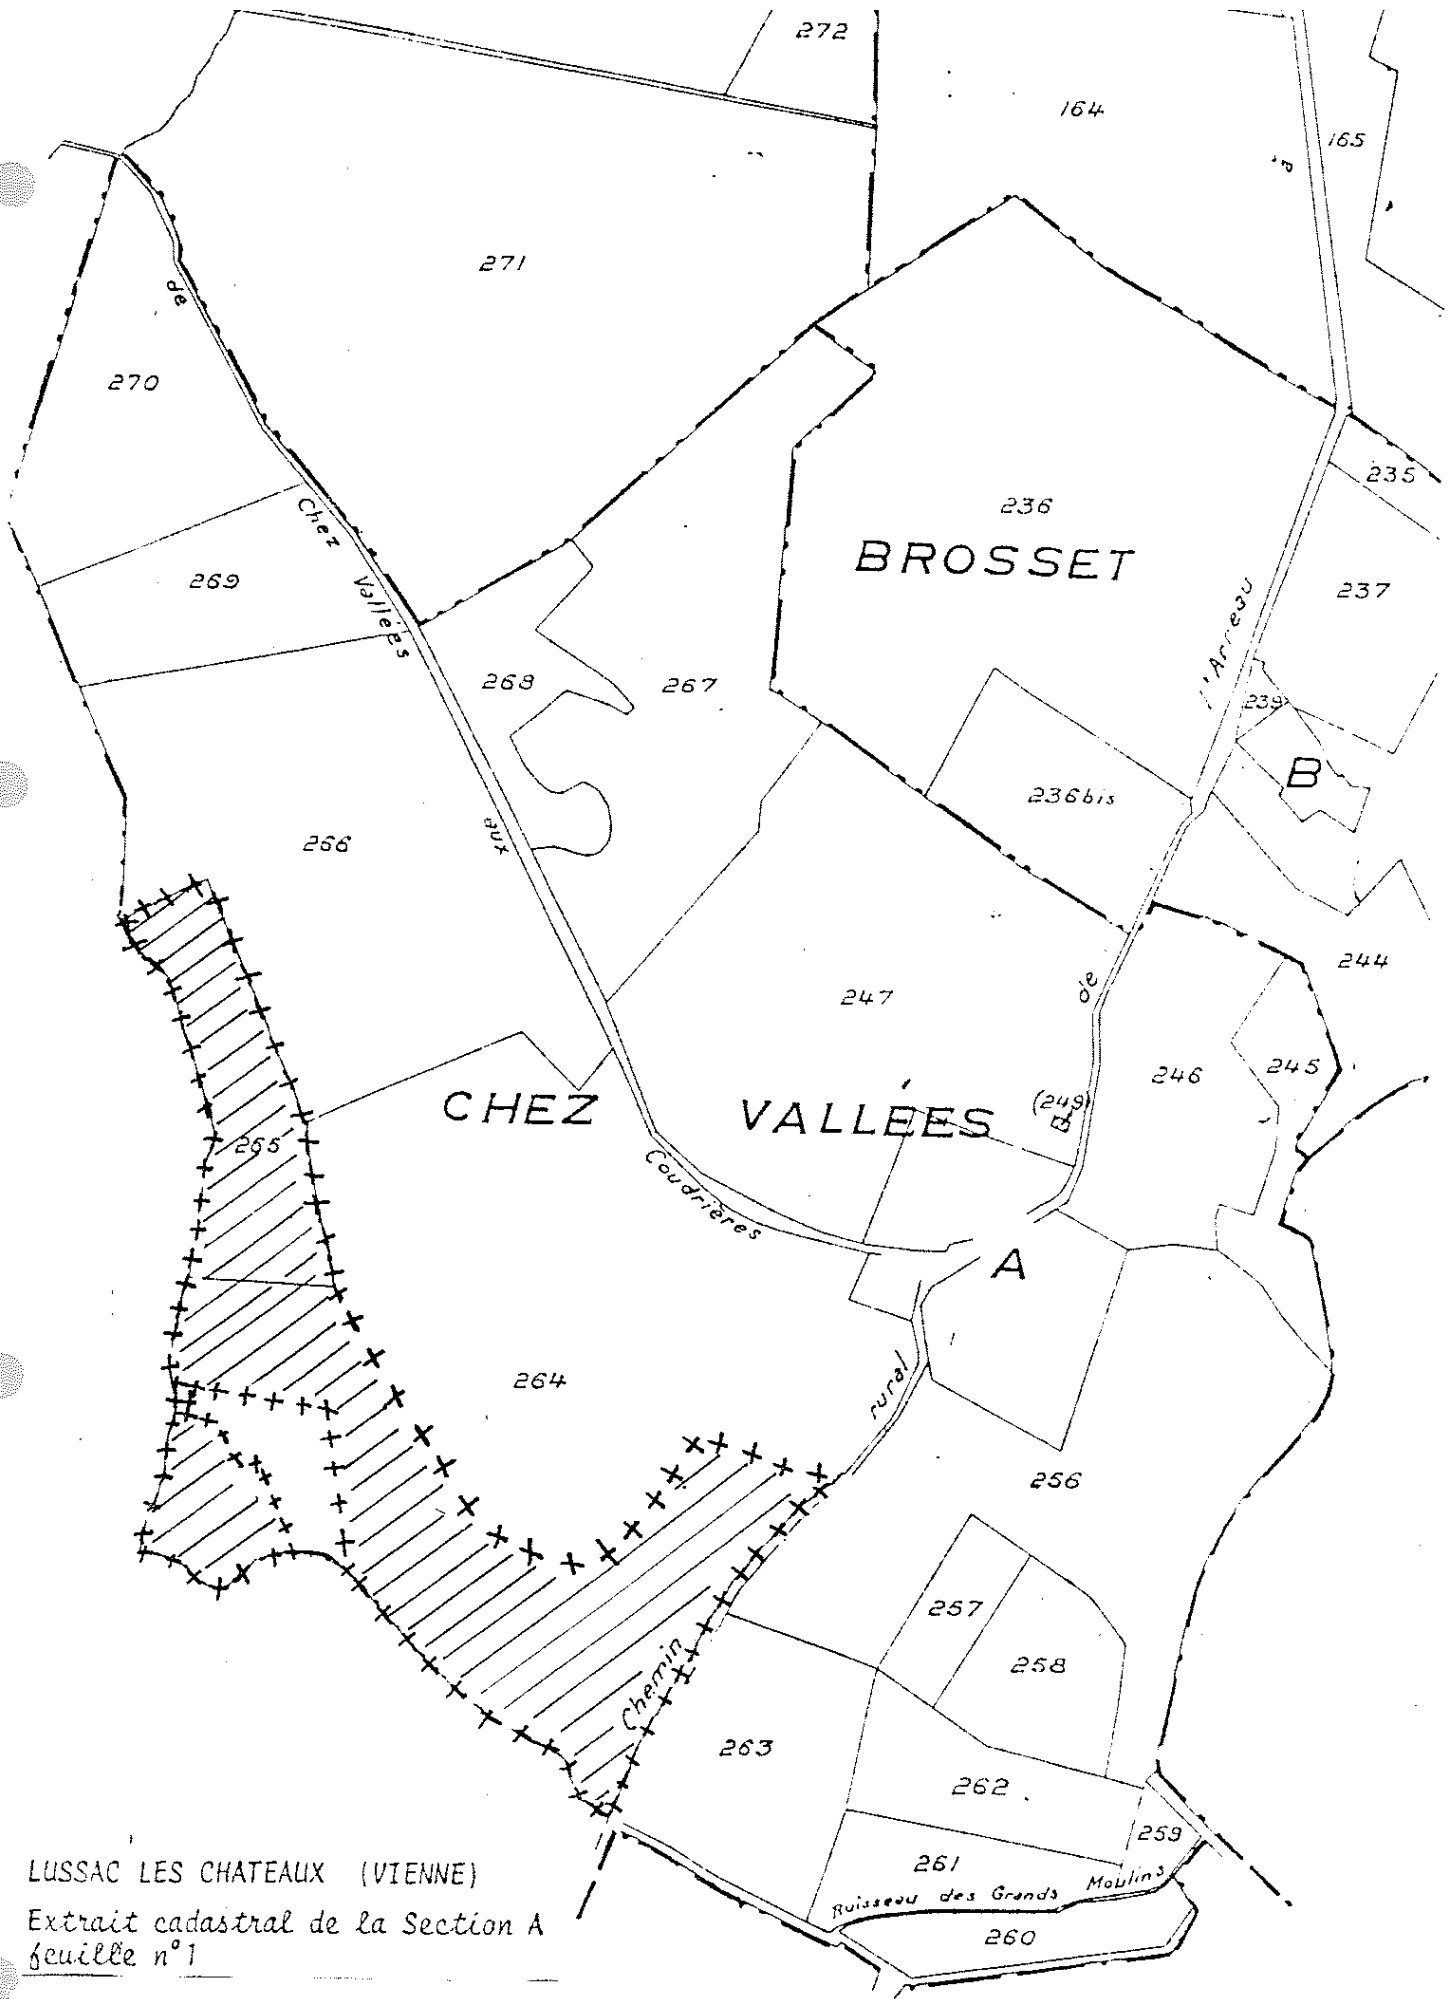 272
164
165
à
271
de
270
235
236
BROSSET
Chez
269
237
Vallées
l'Arreau
268
267
239
B
236bis
266
aux
244
de
247
245
246
(249)
CHEZ VALLÉES
265
Coudrières
A
264
rural
256
257
258
Chemin
263
262
259
261
Ruisseau des Grands Moulins
260
LUSSAC LES CHATEAUX (VIENNE)
Extrait cadastral de la Section A
feuille n°1